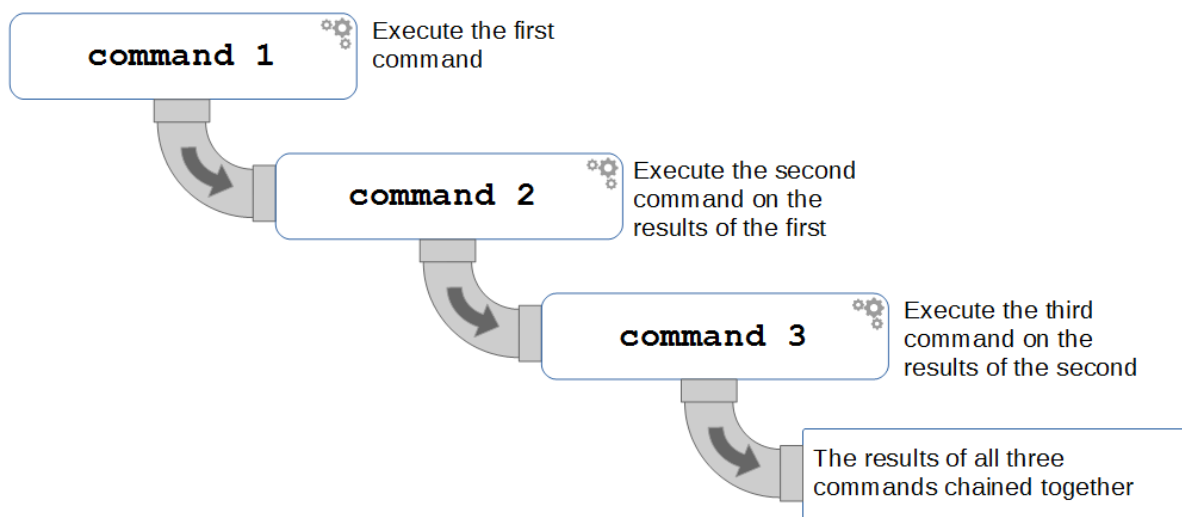 command 1
Execute the first
command
command 2
Execute the second
command on the
results of the first
command 3
Execute the third
command on the
results of the second
The results of all three
commands chained together